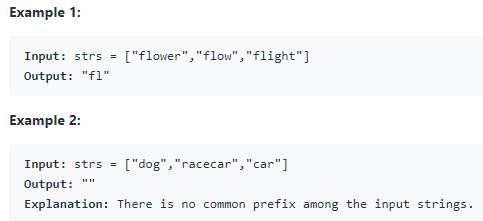 Example 1:
Input: strs = ["flower","flow","flight"]
Output: "fl"
Example 2:
Input: strs = ["dog","racecar","car"]
Output: ""
Explanation: There is no common prefix among the input strings.